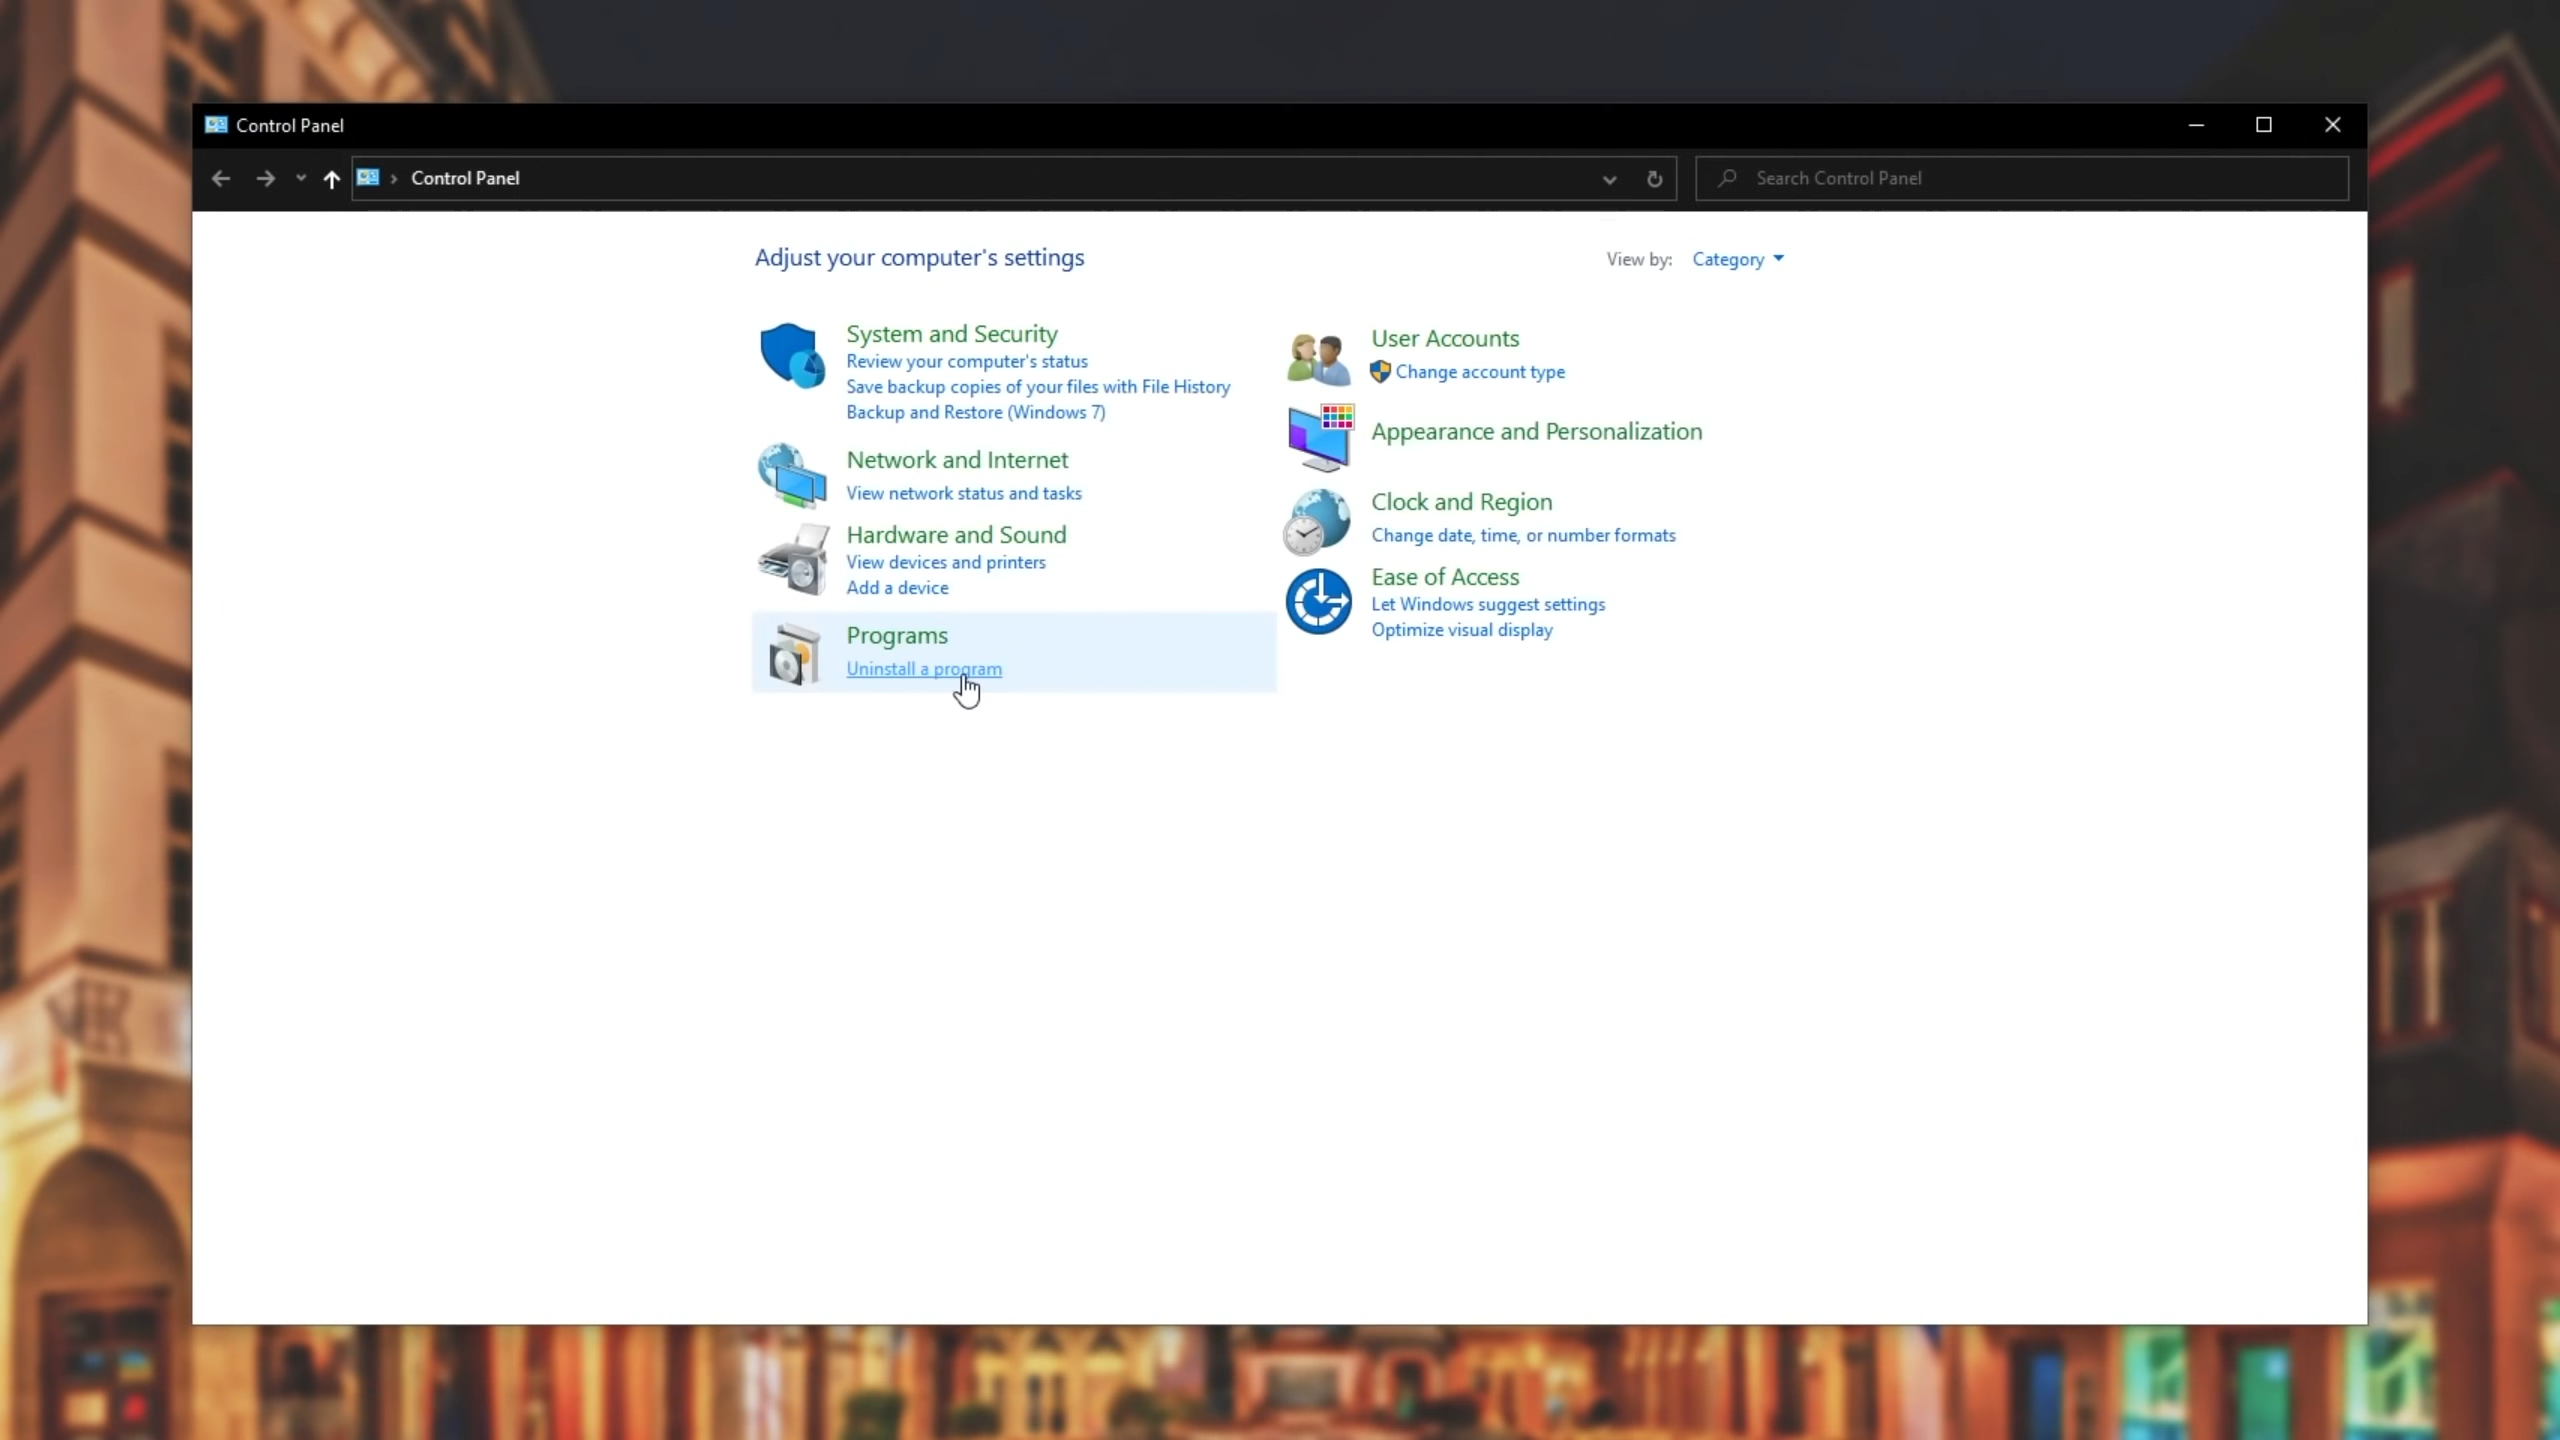 Control Panel
Control Panel
Search Control Panel
Adjust your computer's settings
View by: Category
System and Security
Review your computer's status
Save backup copies of your files with File History
Backup and Restore (Windows 7)
Network and Internet
View network status and tasks
Hardware and Sound
View devices and printers
Add a device
Programs
Uninstall a program
User Accounts
Change account type
Appearance and Personalization
Clock and Region
Change date, time, or number formats
Ease of Access
Let Windows suggest settings
Optimize visual display